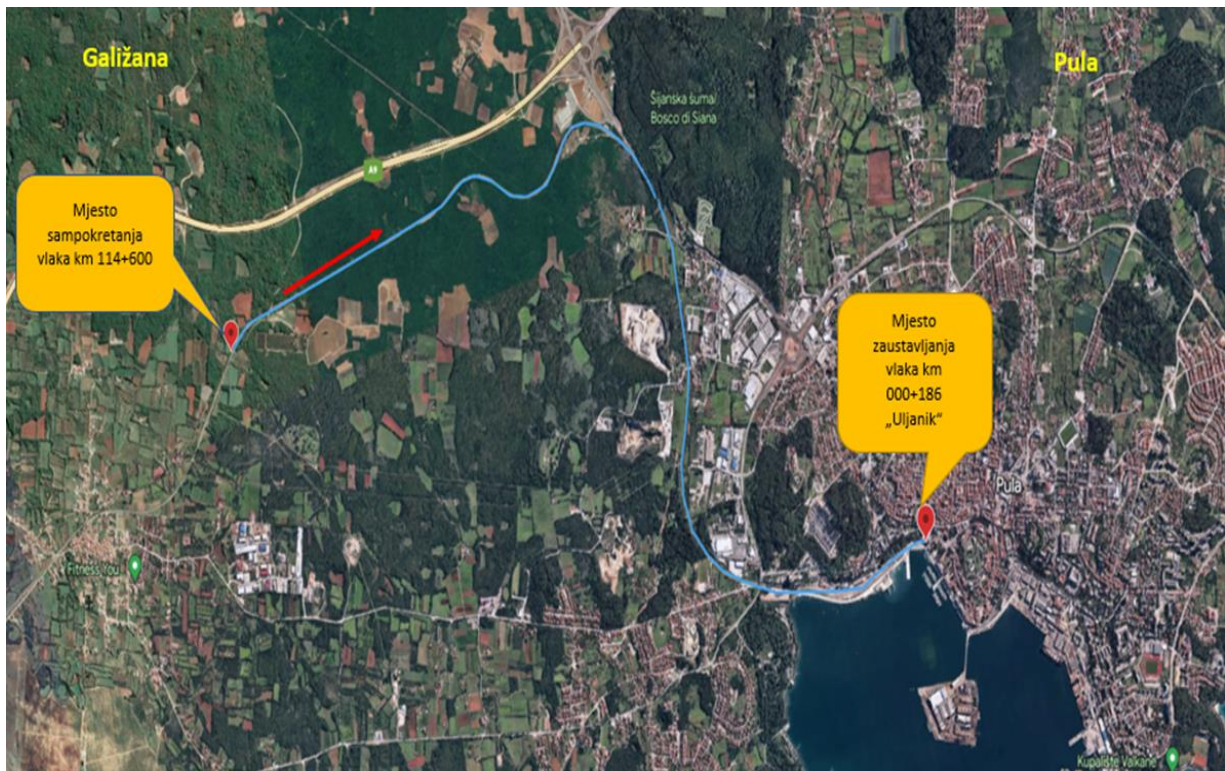 Galižana
Pula
Šijanska šuma/
Bosco di Siana
A9
Mjesto
sampokretanja
vlaka km 114+600
Mjesto
zaustavljanja
vlaka km
000+186
„Uljanik“
Pula
Fitness You
Kupalište Valkane